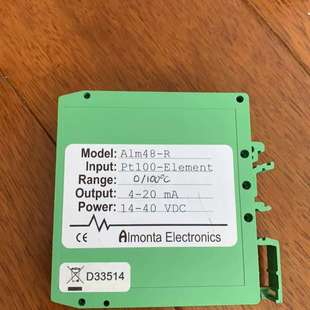 Model: Alm48-R
Input: Pt100-Element
Range: 0/100°C
Output: 4-20 mA
Power: 14-40 VDC
CE Almonta Electronics
D33514